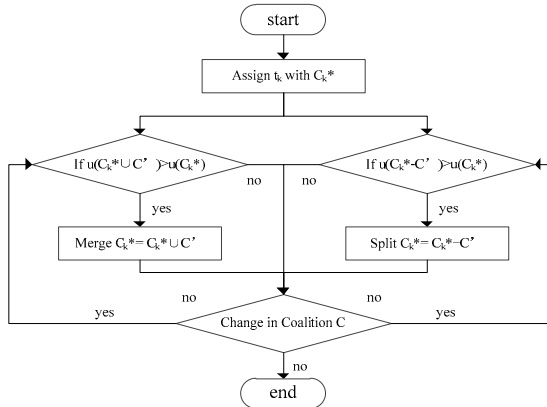 start
Assign tk with Ck*
If u(Ck*∪C’ )>u(Ck*)
If u(Ck*-C’ )>u(Ck*)
no
no
yes
yes
Merge Ck*= Ck*∪C’
Split Ck*= Ck*−C’
no
no
yes
Change in Coalition C
yes
no
end